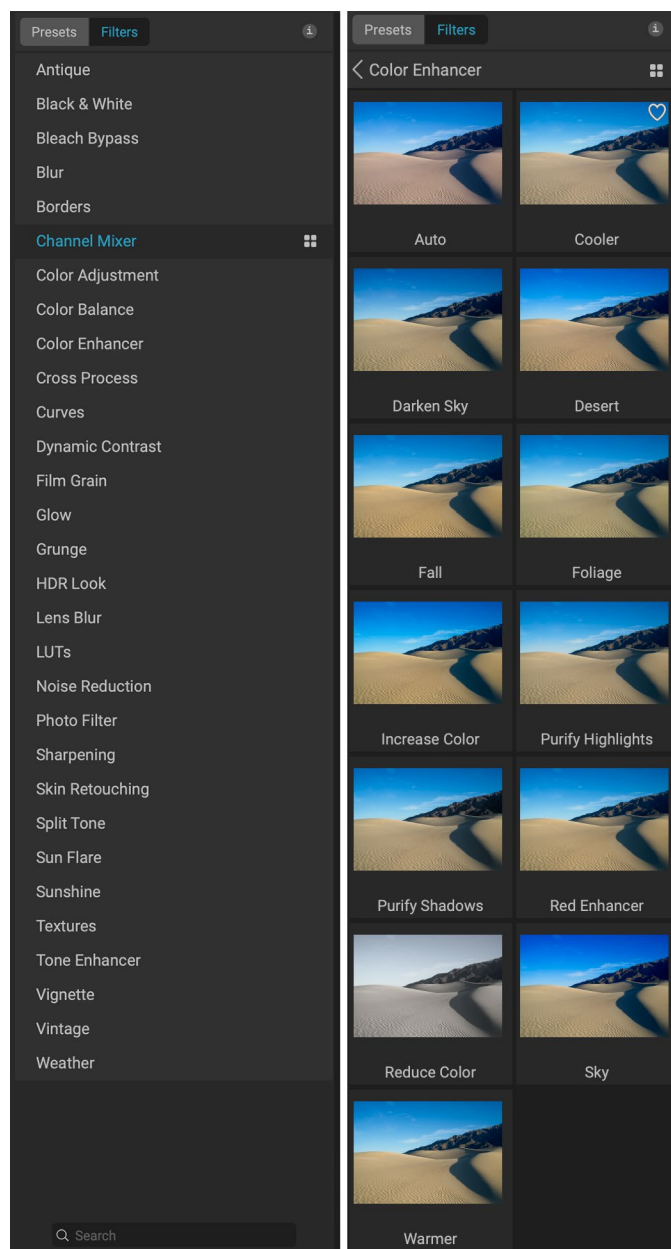 Presets Filters i
Antique
Black & White
Bleach Bypass
Blur
Borders
Channel Mixer
Color Adjustment
Color Balance
Color Enhancer
Cross Process
Curves
Dynamic Contrast
Film Grain
Glow
Grunge
HDR Look
Lens Blur
LUTs
Noise Reduction
Photo Filter
Sharpening
Skin Retouching
Split Tone
Sun Flare
Sunshine
Textures
Tone Enhancer
Vignette
Vintage
Weather
Search
Presets Filters i
Color Enhancer
Auto Cooler
Darken Sky Desert
Fall Foliage
Increase Color Purify Highlights
Purify Shadows Red Enhancer
Reduce Color Sky
Warmer